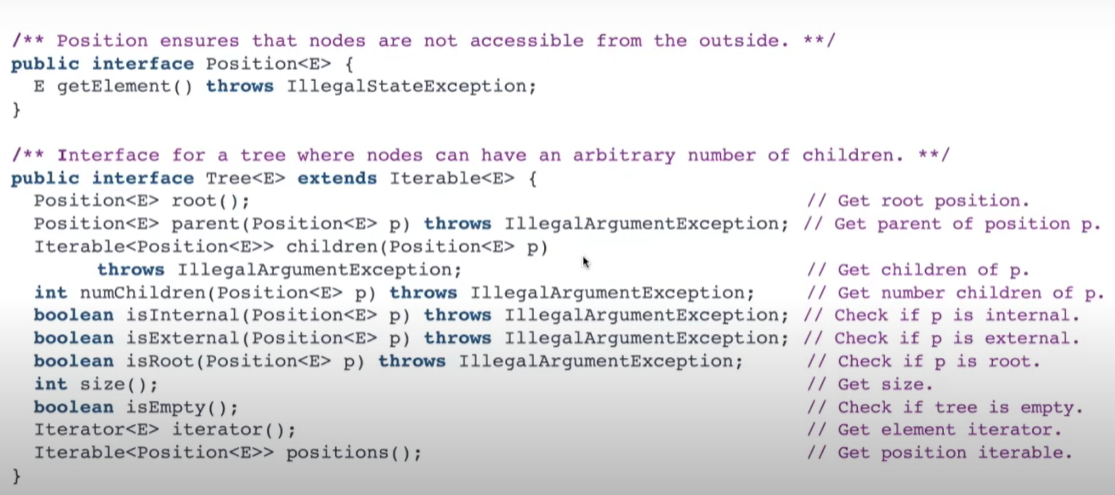 /** Position ensures that nodes are not accessible from the outside. **/
public interface Position<E> {
  E getElement() throws IllegalStateException;
}

/** Interface for a tree where nodes can have an arbitrary number of children. **/
public interface Tree<E> extends Iterable<E> {
  Position<E> root(); // Get root position.
  Position<E> parent(Position<E> p) throws IllegalArgumentException; // Get parent of position p.
  Iterable<Position<E>> children(Position<E> p)
        throws IllegalArgumentException; // Get children of p.
  int numChildren(Position<E> p) throws IllegalArgumentException; // Get number children of p.
  boolean isInternal(Position<E> p) throws IllegalArgumentException; // Check if p is internal.
  boolean isExternal(Position<E> p) throws IllegalArgumentException; // Check if p is external.
  boolean isRoot(Position<E> p) throws IllegalArgumentException; // Check if p is root.
  int size(); // Get size.
  boolean isEmpty(); // Check if tree is empty.
  Iterator<E> iterator(); // Get element iterator.
  Iterable<Position<E>> positions(); // Get position iterable.
}